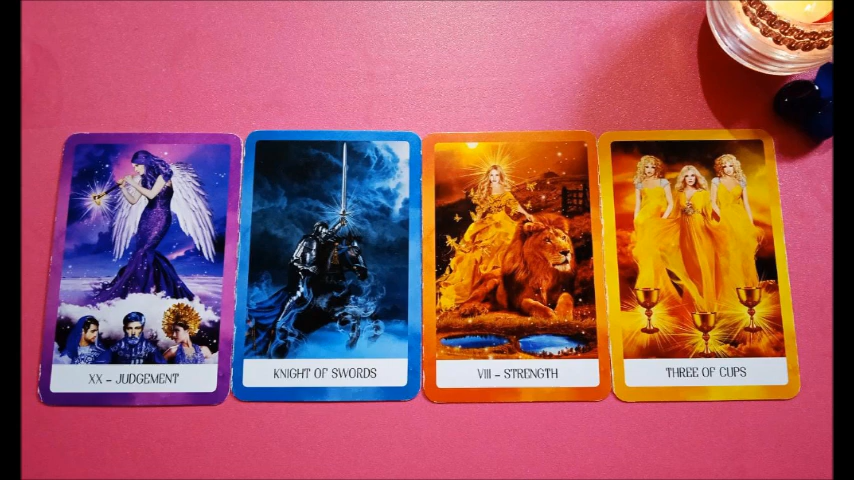 XX – JUDGEMENT
KNIGHT OF SWORDS
VIII – STRENGTH
THREE OF CUPS